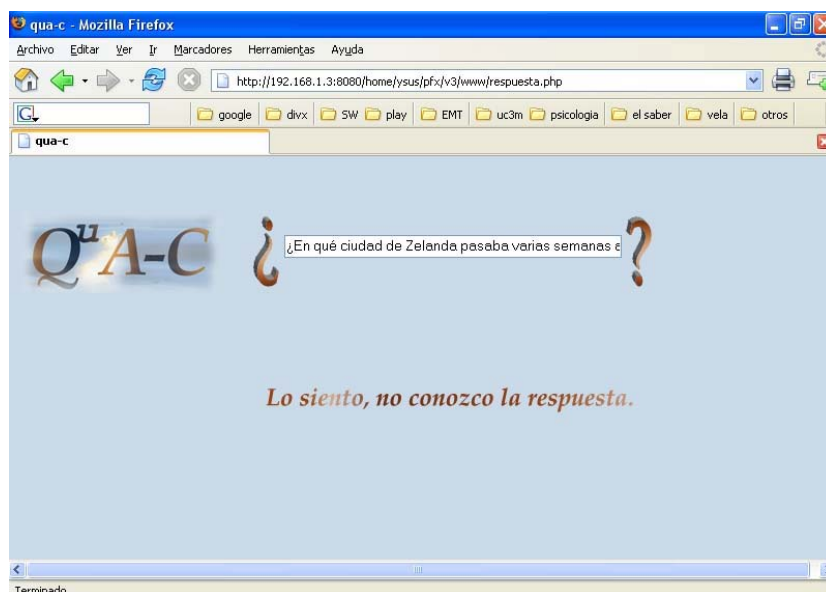 qua-c - Mozilla Firefox
Archivo Editar Ver Ir Marcadores Herramientas Ayuda
http://192.168.1.3:8080/home/ysus/pfx/v3/www/respuesta.php
G google divx SW play EMT uc3m psicologia el saber vela otros
qua-c
QuA-C ¿ ¿En qué ciudad de Zelanda pasaba varias semanas ?
Lo siento, no conozco la respuesta.
Terminado